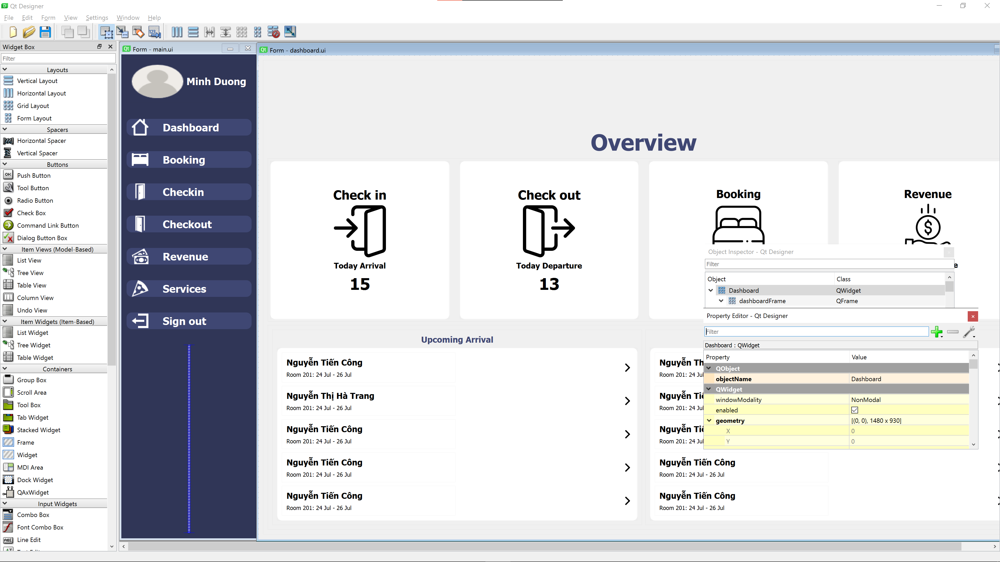 Qt Designer
File Edit Form View Settings Window Help
Widget Box
Filter
Layouts
Vertical Layout
Horizontal Layout
Grid Layout
Form Layout
Spacers
Horizontal Spacer
Vertical Spacer
Buttons
Push Button
Tool Button
Radio Button
Check Box
Command Link Button
Dialog Button Box
Item Views (Model-Based)
List View
Tree View
Table View
Column View
Undo View
Item Widgets (Item-Based)
List Widget
Tree Widget
Table Widget
Containers
Group Box
Scroll Area
Tool Box
Tab Widget
Stacked Widget
Frame
Widget
MDI Area
Dock Widget
QAxWidget
Input Widgets
Combo Box
Font Combo Box
Line Edit
Form - main.ui
Minh Duong
Dashboard
Booking
Checkin
Checkout
Revenue
Services
Sign out
Form - dashboard.ui
Overview
Check in
Today Arrival
15
Check out
Today Departure
13
Booking
Revenue
Upcoming Arrival
Nguyễn Tiến Công
Room 201: 24 Jul - 26 Jul
Nguyễn Thị Hà Trang
Room 201: 24 Jul - 26 Jul
Nguyễn Tiến Công
Room 201: 24 Jul - 26 Jul
Nguyễn Tiến Công
Room 201: 24 Jul - 26 Jul
Nguyễn Tiến Công
Room 201: 24 Jul - 26 Jul
Nguyễn Th
Room 201: 24 Jul
Nguyễn Tiế
Room 201: 24 Jul
Nguyễn Tiế
Room 201: 24 Jul
Nguyễn Tiến Công
Room 201: 24 Jul - 26 Jul
Nguyễn Tiến Công
Room 201: 24 Jul - 26 Jul
Object Inspector - Qt Designer
Filter
Object Class
Dashboard QWidget
dashboardFrame QFrame
Property Editor - Qt Designer
Filter
Dashboard : QWidget
Property Value
QObject
objectName Dashboard
QWidget
windowModality NonModal
enabled
geometry [(0, 0), 1480 x 930]
X 0
Y 0